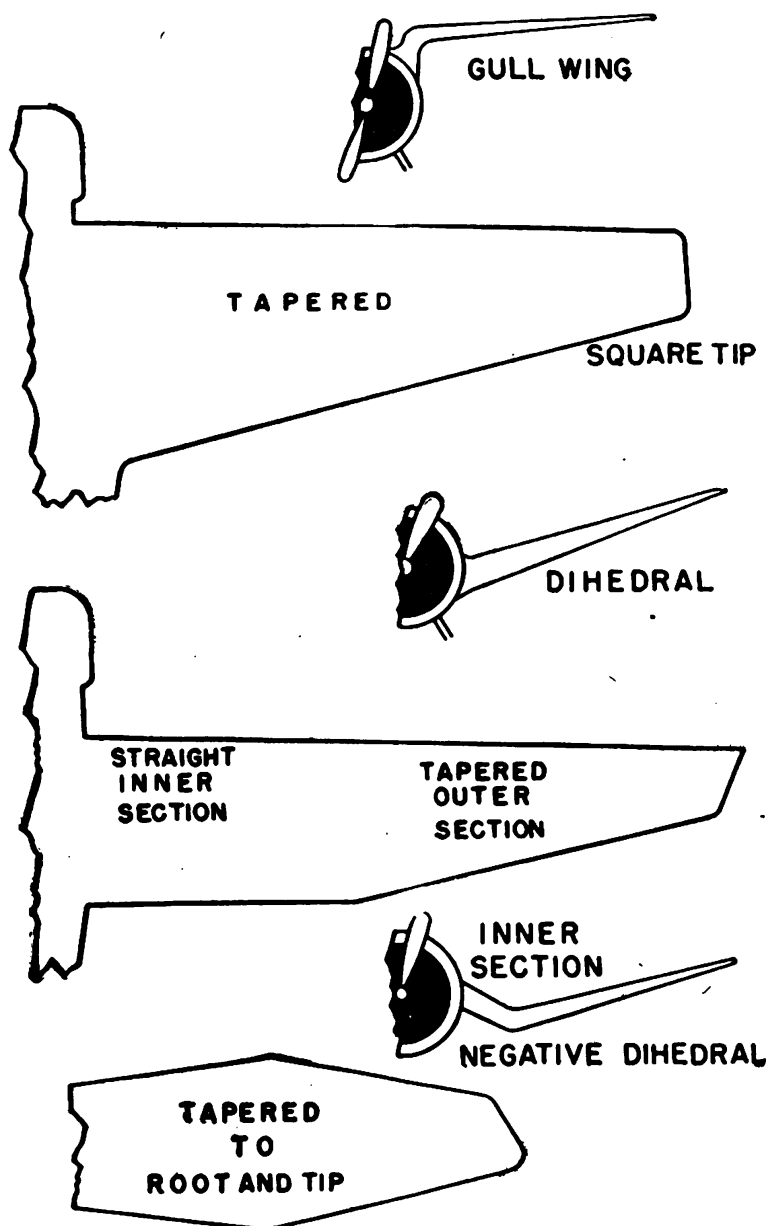 GULL WING
TAPERED
SQUARE TIP
DIHEDRAL
STRAIGHT
INNER
SECTION
TAPERED
OUTER
SECTION
INNER
SECTION
NEGATIVE DIHEDRAL
TAPERED
TO
ROOT AND TIP